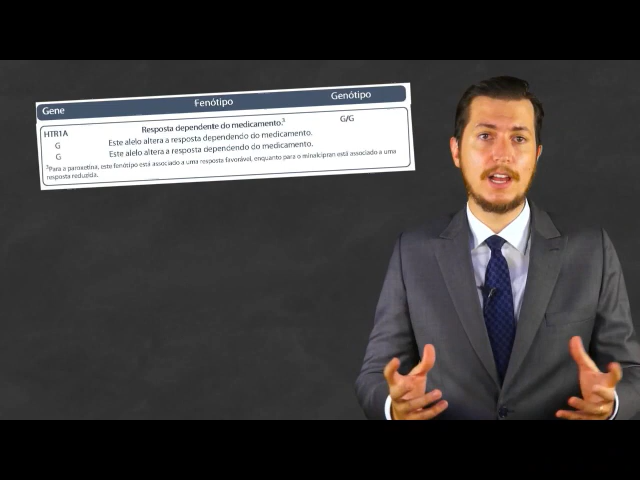 Gene Fenótipo Genótipo
HTR1A Resposta dependente do medicamento.³ G/G
G Este alelo altera a resposta dependendo do medicamento.
G Este alelo altera a resposta dependendo do medicamento.
³Para a paroxetina, este fenótipo está associado a uma resposta favorável, enquanto para o minalcipran está associado a uma
resposta reduzida.